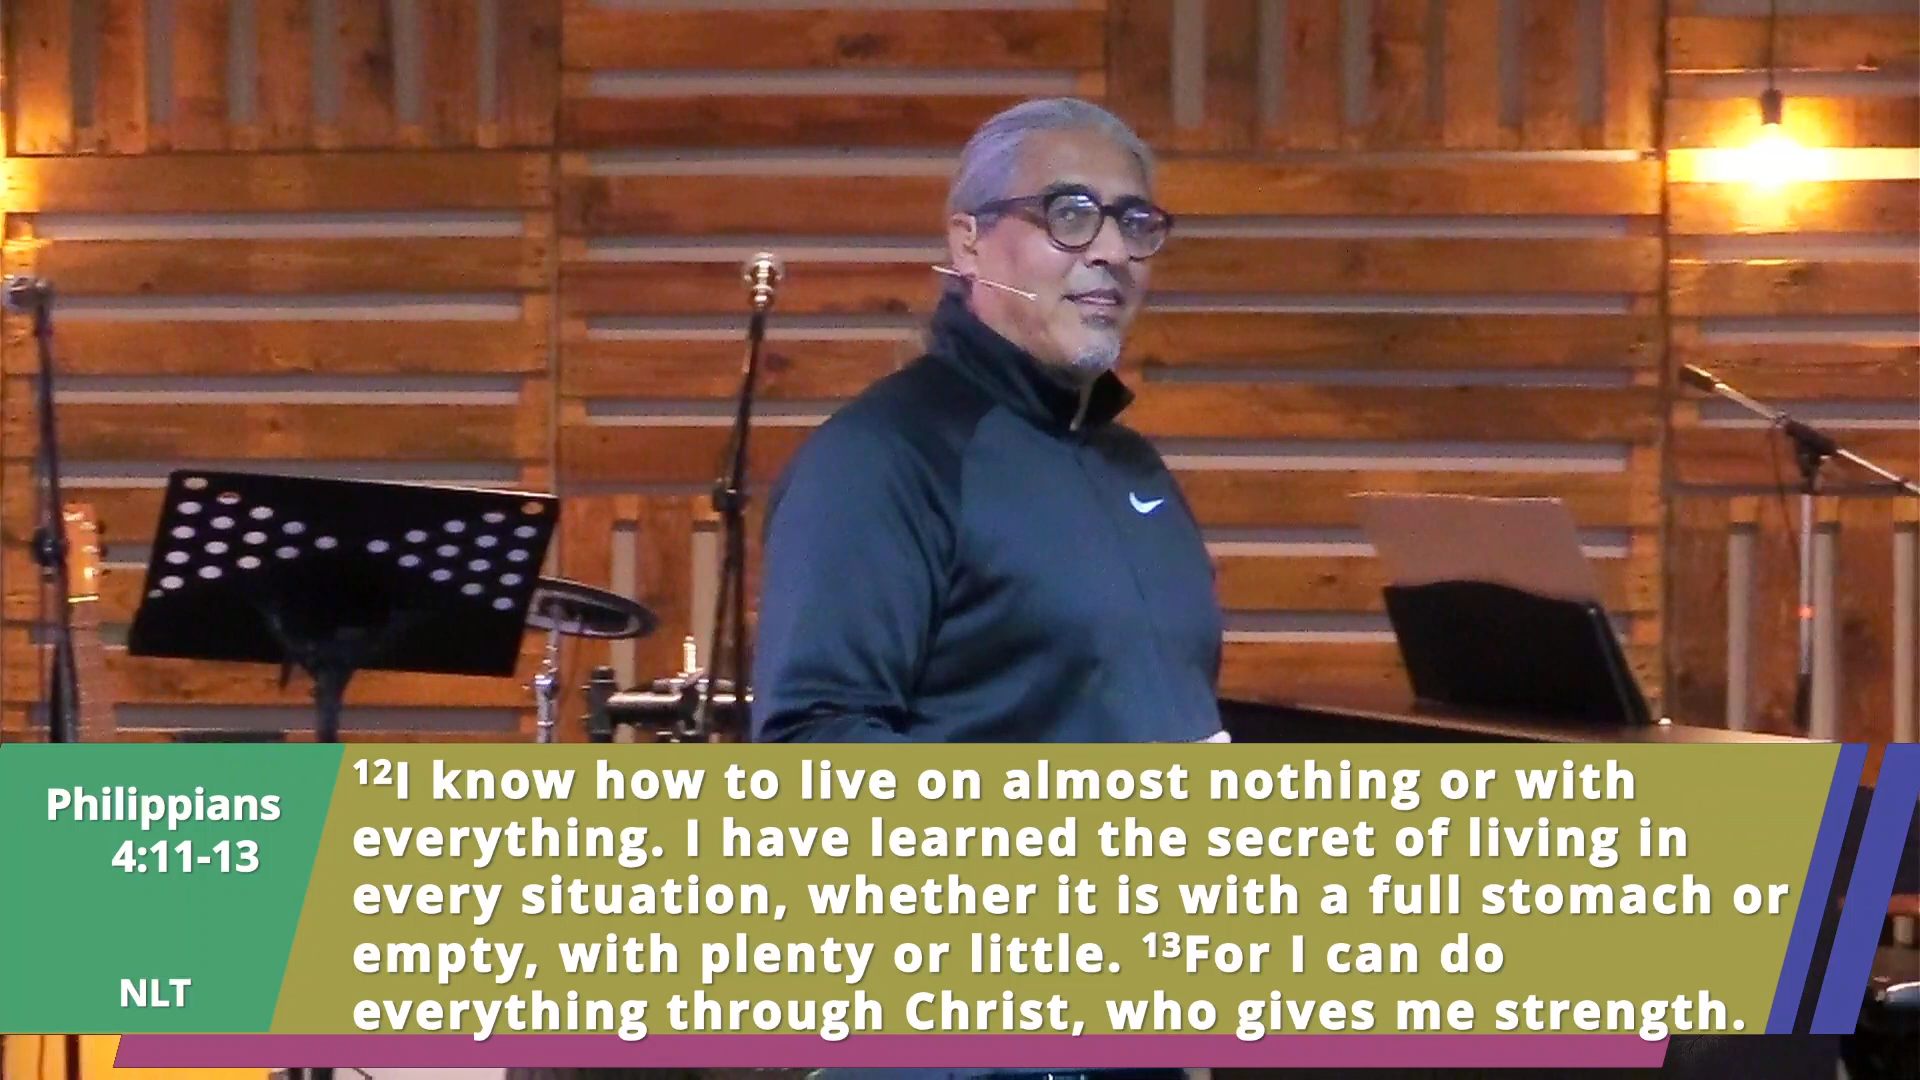 Philippians
4:11-13
NLT
¹²I know how to live on almost nothing or with
everything. I have learned the secret of living in
every situation, whether it is with a full stomach or
empty, with plenty or little. ¹³For I can do
everything through Christ, who gives me strength.